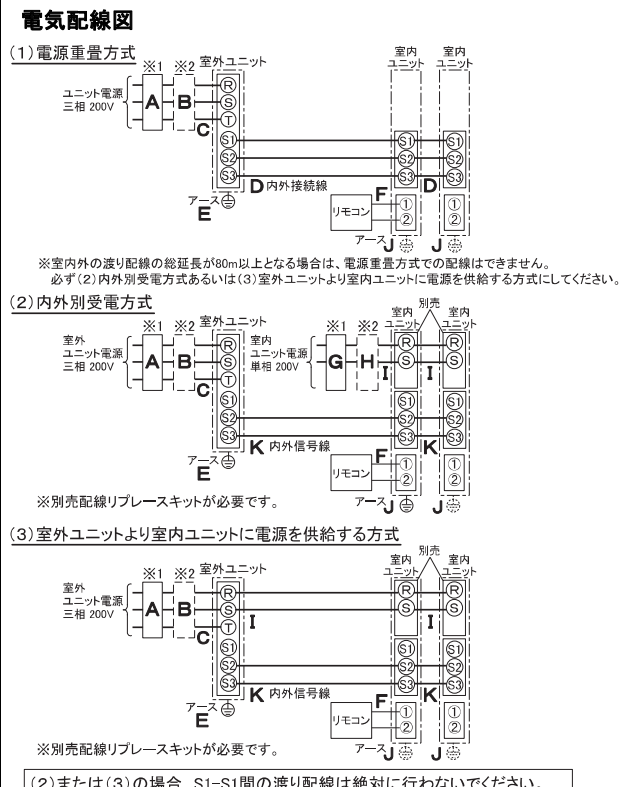 電気配線図
(1)電源重畳方式
※1 ※2 室外ユニット
室内
ユニット
室内
ユニット
ユニット電源
三相 200V
A B C
R
S
T
S1
S2
S3
S1 S1
S2 S2
S3 S3
D 内外接続線
F D
リモコン
① ①
② ②
アース
E
アース J J
※室内外の渡り配線の総延長が80m以上となる場合は、電源重畳方式での配線はできません。
必ず(2)内外別受電方式あるいは(3)室外ユニットより室内ユニットに電源を供給する方式にしてください。
(2)内外別受電方式
※1 ※2 室外ユニット
※1 ※2
室内
ユニット
別売
室内
ユニット
室外
ユニット電源
三相 200V
A B C
R
S
T
S1
S2
S3
室内
ユニット電源
単相 200V
G H I I
R R
S S
S1 S1
S2 S2
S3 S3
K 内外信号線
F K
リモコン
① ①
② ②
アース
E
アース J J
※別売配線リプレースキットが必要です。
(3)室外ユニットより室内ユニットに電源を供給する方式
※1 ※2 室外ユニット
室内
ユニット
別売
室内
ユニット
室外
ユニット電源
三相 200V
A B C
R
S
T
S1
S2
S3
I I
R R
S S
S1 S1
S2 S2
S3 S3
K 内外信号線
F K
リモコン
① ①
② ②
アース
E
アース J J
※別売配線リプレースキットが必要です。
(2)または(3)の場合、S1-S1間の渡り配線は絶対に行わないでください。